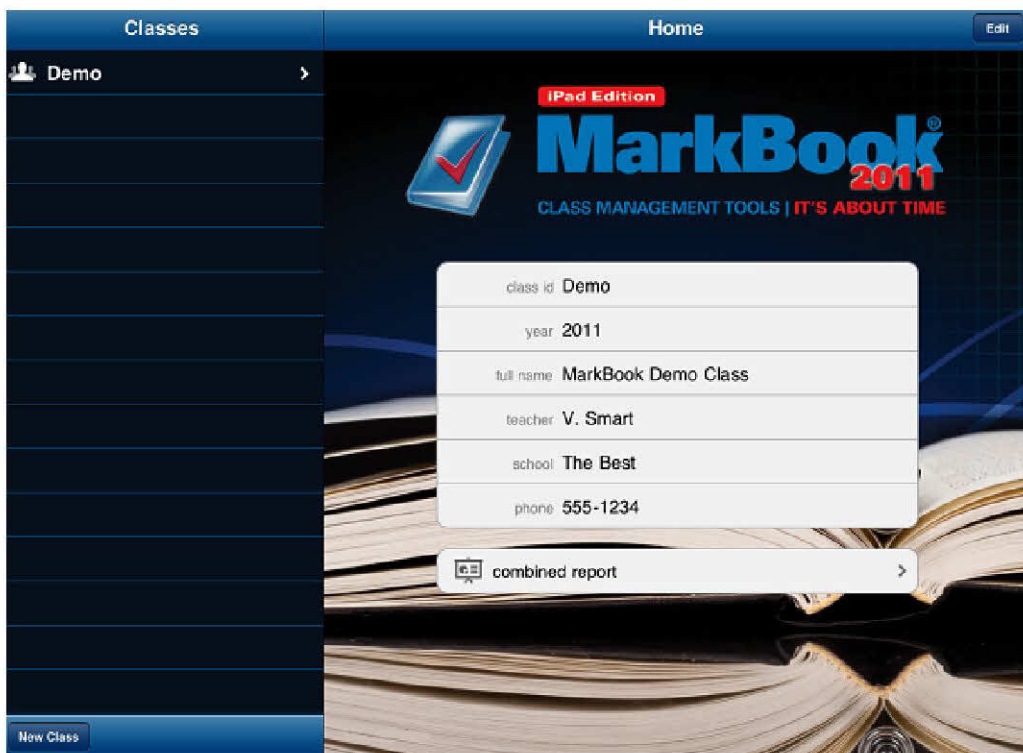 Classes
Home
Edit
Demo
iPad Edition
MarkBook®
2011
CLASS MANAGEMENT TOOLS | IT'S ABOUT TIME
class id Demo
year 2011
full name MarkBook Demo Class
teacher V. Smart
school The Best
phone 555-1234
combined report
New Class